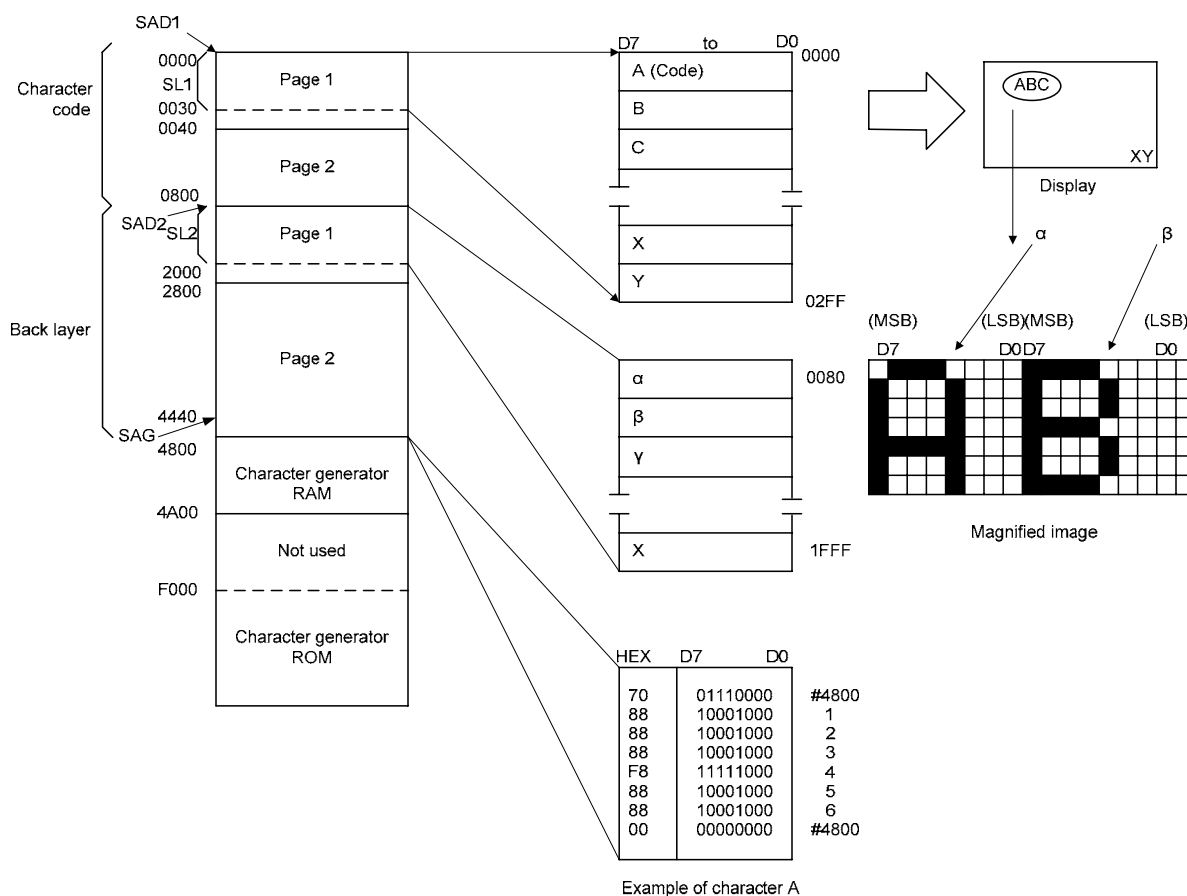 SAD1
Character code
0000
SL1
0030
0040
0800
SAD2
SL2
2000
2800
Back layer
4440
SAG
4800
4A00
F000
Page 1
Page 2
Page 1
Page 2
Character generator RAM
Not used
Character generator ROM
D7 to D0
0000
A (Code)
B
C
X
Y
02FF
α
0080
β
γ
X
1FFF
HEX D7 D0
70 01110000 #4800
88 10001000 1
88 10001000 2
88 10001000 3
F8 11111000 4
88 10001000 5
88 10001000 6
00 00000000 #4800
Example of character A
ABC
XY
Display
α β
(MSB) (LSB)(MSB) (LSB)
D7 D0 D7 D0
Magnified image